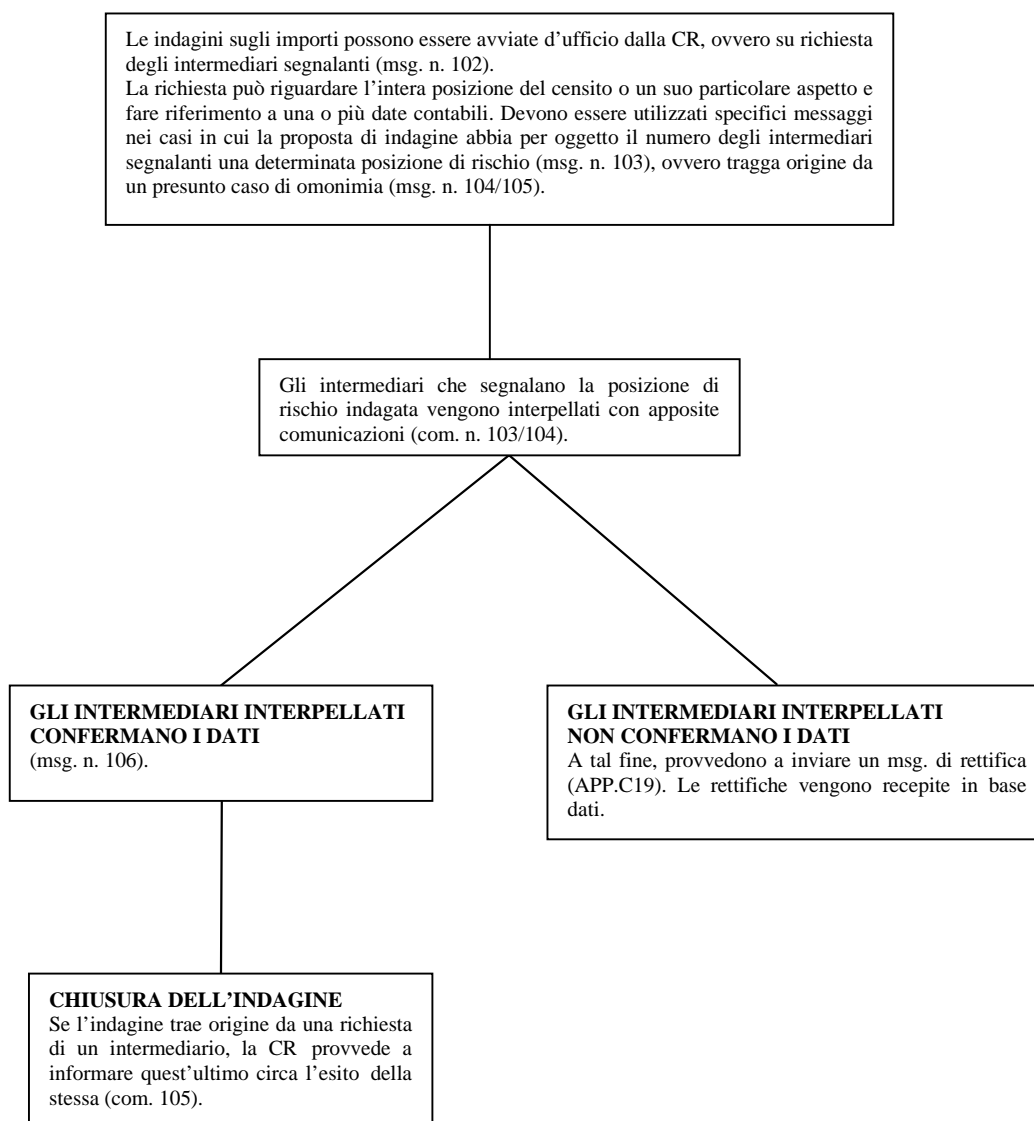 Le indagini sugli importi possono essere avviate d’ufficio dalla CR, ovvero su richiesta
degli intermediari segnalanti (msg. n. 102).
La richiesta può riguardare l’intera posizione del censito o un suo particolare aspetto e
fare riferimento a una o più date contabili. Devono essere utilizzati specifici messaggi
nei casi in cui la proposta di indagine abbia per oggetto il numero degli intermediari
segnalanti una determinata posizione di rischio (msg. n. 103), ovvero tragga origine da
un presunto caso di omonimia (msg. n. 104/105).
Gli intermediari che segnalano la posizione di
rischio indagata vengono interpellati con apposite
comunicazioni (com. n. 103/104).
GLI INTERMEDIARI INTERPELLATI
CONFERMANO I DATI
(msg. n. 106).
GLI INTERMEDIARI INTERPELLATI
NON CONFERMANO I DATI
A tal fine, provvedono a inviare un msg. di rettifica
(APP.C19). Le rettifiche vengono recepite in base
dati.
CHIUSURA DELL’INDAGINE
Se l’indagine trae origine da una richiesta
di un intermediario, la CR provvede a
informare quest’ultimo circa l’esito della
stessa (com. 105).